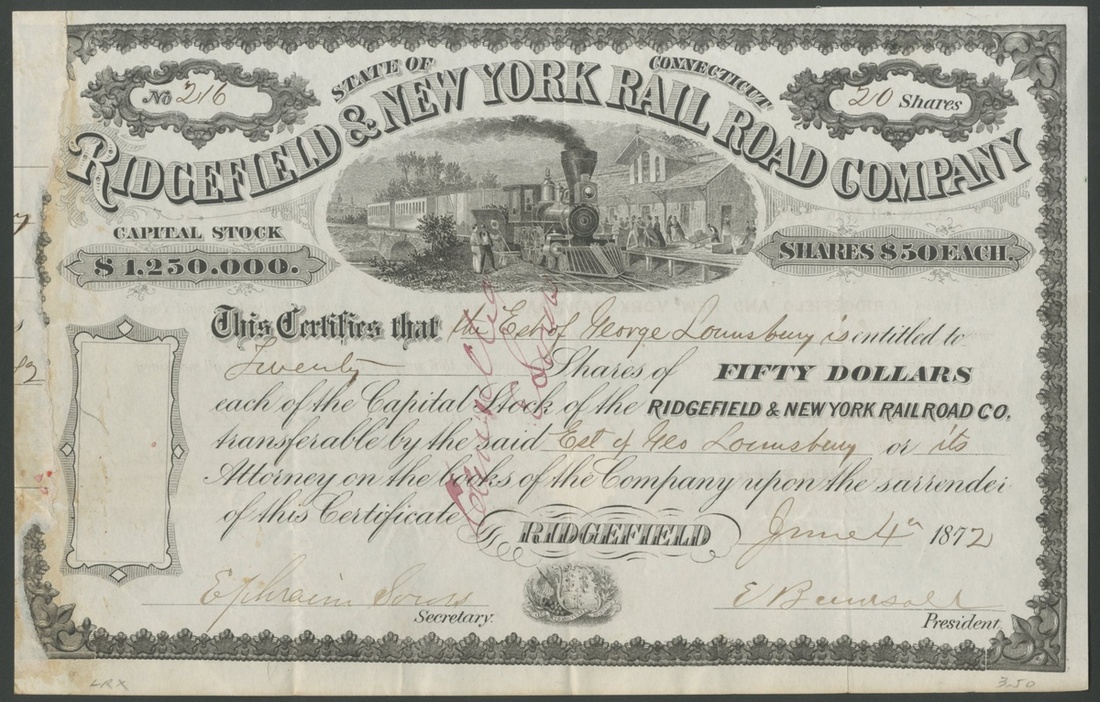 No 216
STATE OF CONNECTICUT
20 Shares
RIDGEFIELD & NEW YORK RAIL ROAD COMPANY
CAPITAL STOCK
$1,250.000.
SHARES $50 EACH.
This Certifies that the Est of George Lounsbury is entitled to
Twenty Shares of FIFTY DOLLARS
each of the Capital Stock of the RIDGEFIELD & NEW YORK RAILROAD CO.
transferable by the said Est of Geo Lounsbury or its
Attorney on the books of the Company upon the surrender
of this Certificate
RIDGEFIELD June 4th 1872
Ephraim
Secretary.
President.
LRX
3.50